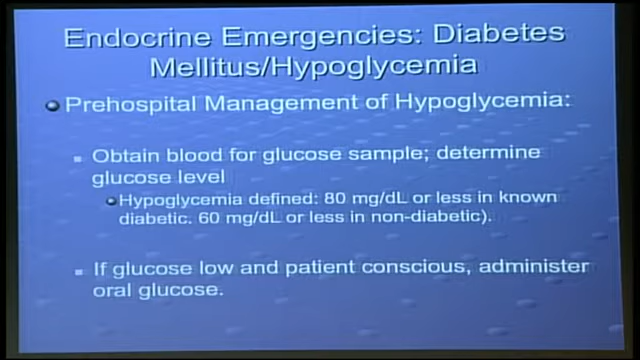 Endocrine Emergencies: Diabetes
Mellitus/Hypoglycemia
Prehospital Management of Hypoglycemia:
Obtain blood for glucose sample; determine
glucose level
Hypoglycemia defined: 80 mg/dL or less in known
diabetic. 60 mg/dL or less in non-diabetic).
If glucose low and patient conscious, administer
oral glucose.